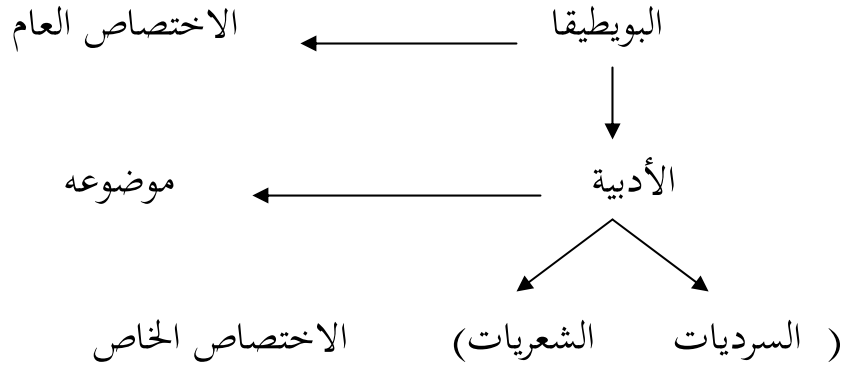 البويطيقا الاختصاص العام
الأدبية موضوعه
( السرديات الشعريات) الاختصاص الخاص